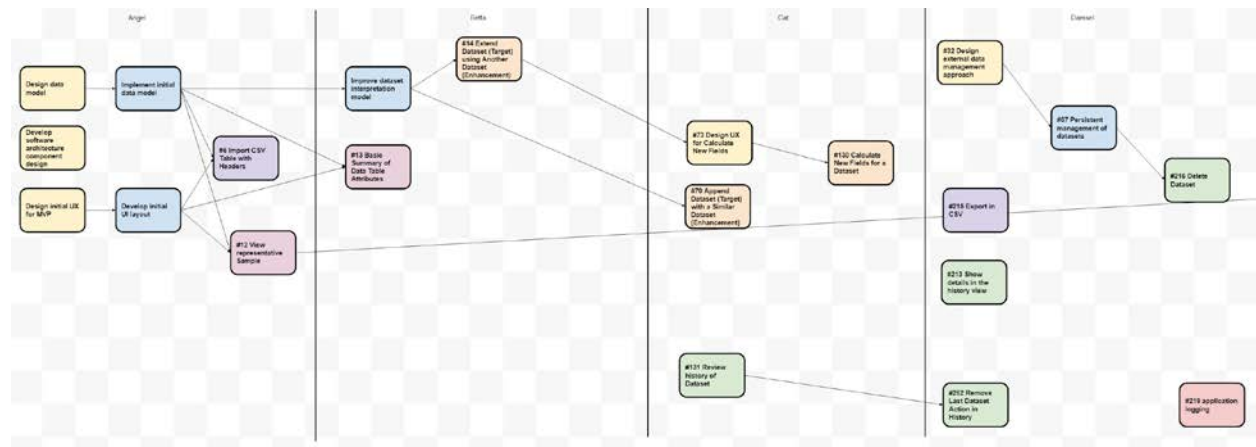 Angel
Betta
Cat
Damsel
Design data
model
Implement initial
data model
Develop
software
architecture
component
design
#6 Import CSV
Table with
Headers
Design initial UX
for MVP
Develop initial
UI layout
#12 View
representative
Sample
Improve dataset
interpretation
model
#14 Extend
Dataset (Target)
using Another
Dataset
(Enhancement)
#13 Basic
Summary of
Data Table
Attributes
#73 Design UX
for Calculate
New Fields
#130 Calculate
New Fields for a
Dataset
#79 Append
Dataset (Target)
with a Similar
Dataset
(Enhancement)
#131 Review
history of
Dataset
Design
external data
management
approach
Persistent
management of
datasets
#216 Delete
Dataset
Export in
CSV
#213 Show
details in the
history view
Remove
Last Dataset
Action in
History
application
logging